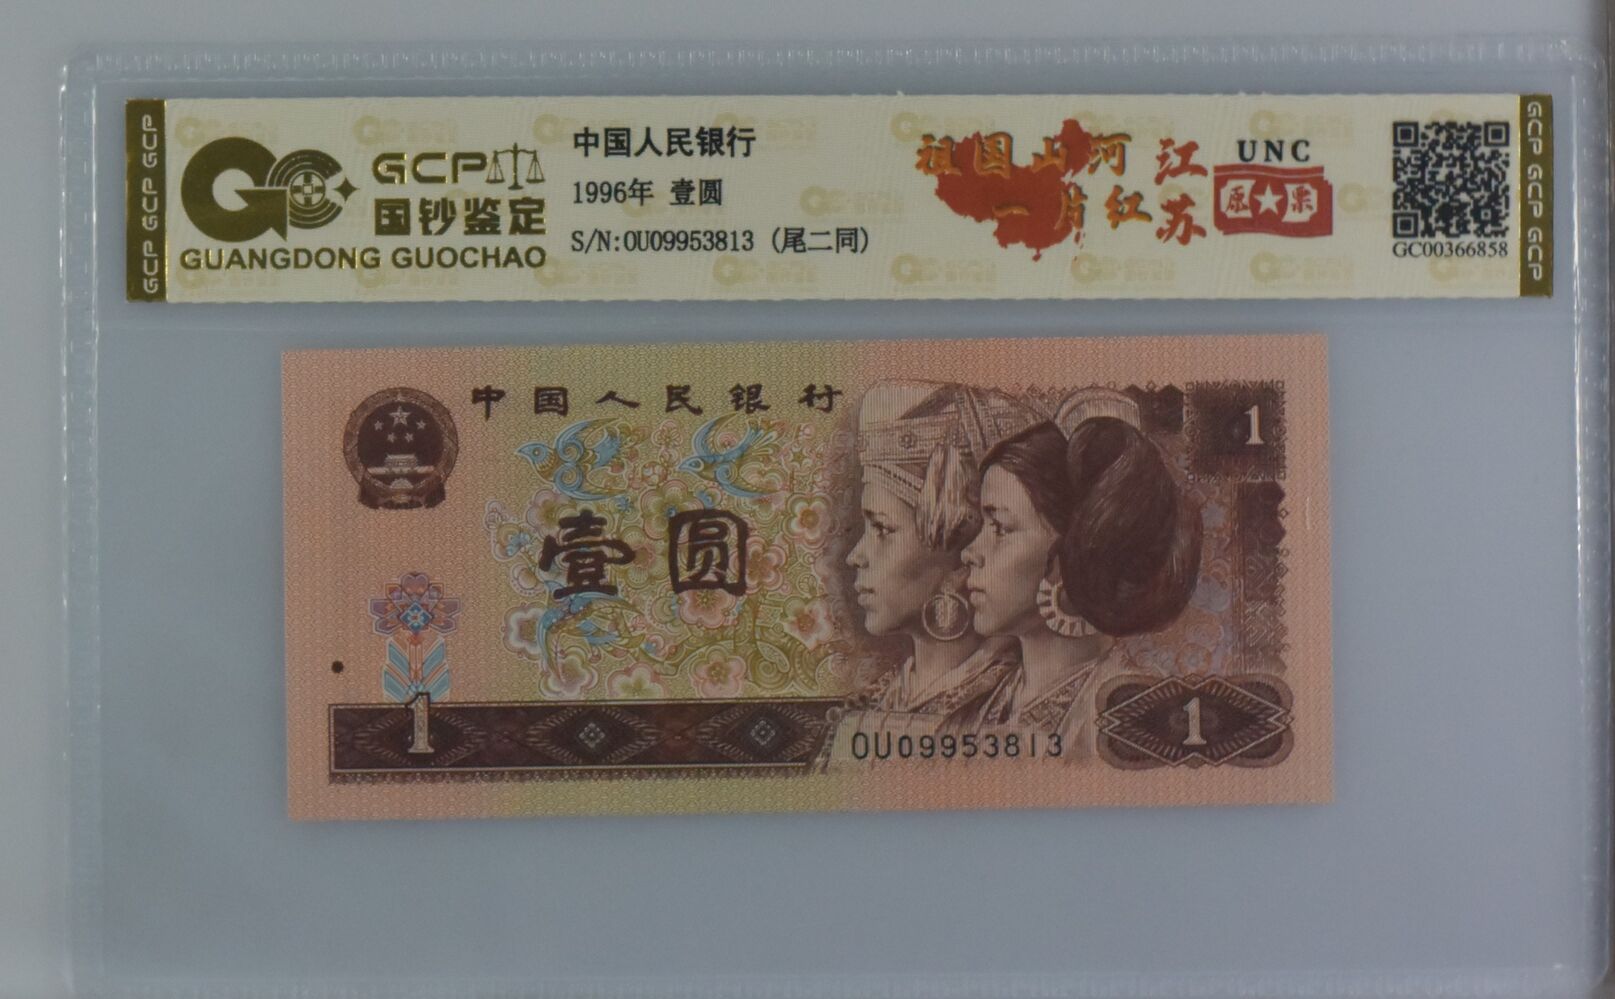 GCP GCP GCP
GCP
国钞鉴定
GUANGDONG GUOCHAO
中国人民银行
1996年 壹圆
S/N:OU09953813 (尾二同)
祖国山河
一片红
江苏
UNC
原★票
GC00366858
GCP GCP GCP
中国人民银行
1
壹圆
1
OU09953813
1